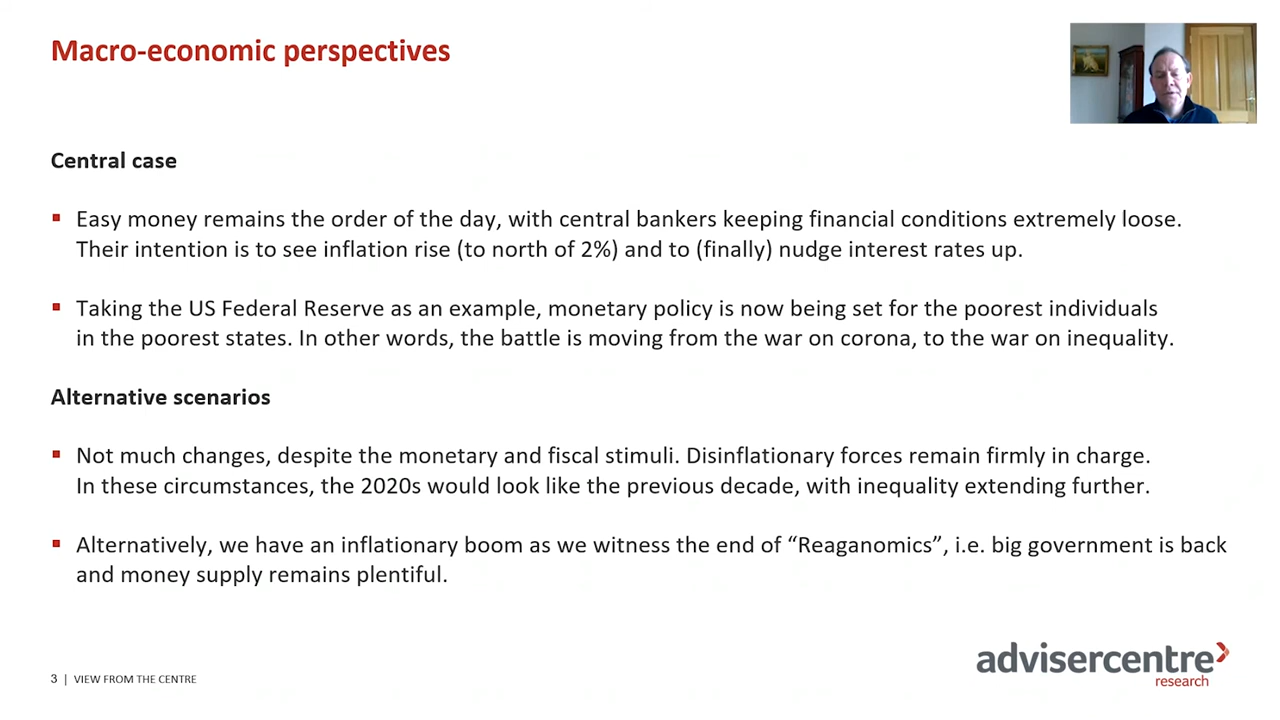 Macro-economic perspectives
Central case
▪ Easy money remains the order of the day, with central bankers keeping financial conditions extremely loose.
Their intention is to see inflation rise (to north of 2%) and to (finally) nudge interest rates up.
▪ Taking the US Federal Reserve as an example, monetary policy is now being set for the poorest individuals
in the poorest states. In other words, the battle is moving from the war on corona, to the war on inequality.
Alternative scenarios
▪ Not much changes, despite the monetary and fiscal stimuli. Disinflationary forces remain firmly in charge.
In these circumstances, the 2020s would look like the previous decade, with inequality extending further.
▪ Alternatively, we have an inflationary boom as we witness the end of “Reaganomics”, i.e. big government is back
and money supply remains plentiful.
3 | VIEW FROM THE CENTRE
advisercentre
research